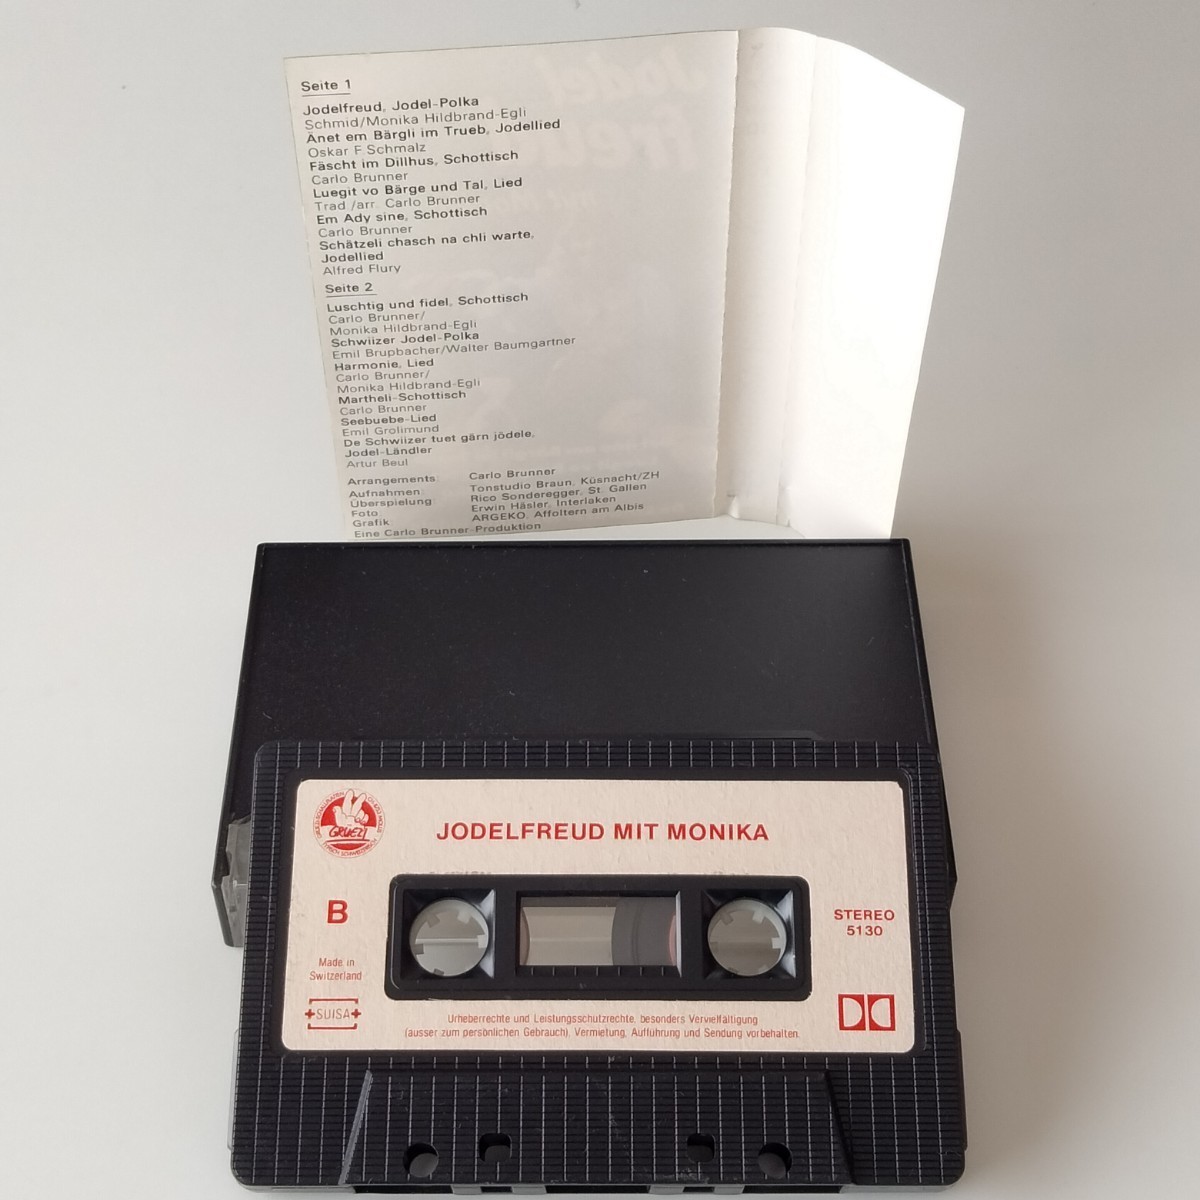 Seite 1
Jodelfreud, Jodel-Polka
Schmid/Monika Hildbrand-Egli
Änet em Bärgli im Trueb, Jodellied
Oskar F. Schmalz
Fäscht im Dillhus, Schottisch
Carlo Brunner
Luegit vo Bärge und Tal, Lied
Trad./arr. Carlo Brunner
Em Ady sine, Schottisch
Carlo Brunner
Schätzeli chasch na chli warte,
Jodellied
Alfred Flury
Seite 2
Luschtig und fidel, Schottisch
Carlo Brunner/
Monika Hildbrand-Egli
Schwiizer Jodel-Polka
Emil Brupbacher/Walter Baumgartner
Harmonie, Lied
Carlo Brunner/
Monika Hildbrand-Egli
Martheli-Schottisch
Carlo Brunner
Seebuebe-Lied
Emil Grolimund
De Schwiizer tuet gärn jödele,
Jodel-Ländler
Artur Beul
Arrangements: Carlo Brunner
Aufnahmen: Tonstudio Braun, Küsnacht/ZH
Überspielung: Rico Sonderegger, St. Gallen
Foto: Erwin Häsler, Interlaken
Grafik: ARGEKO, Affoltern am Albis
Eine Carlo Brunner-Produktion
GRÜEZI
JODELFREUD MIT MONIKA
B
STEREO
5130
Made in
Switzerland
SUISA
Urheberrechte und Leistungsschutzrechte, besonders Vervielfältigung
(ausser zum persönlichen Gebrauch), Vermietung, Aufführung und Sendung vorbehalten.